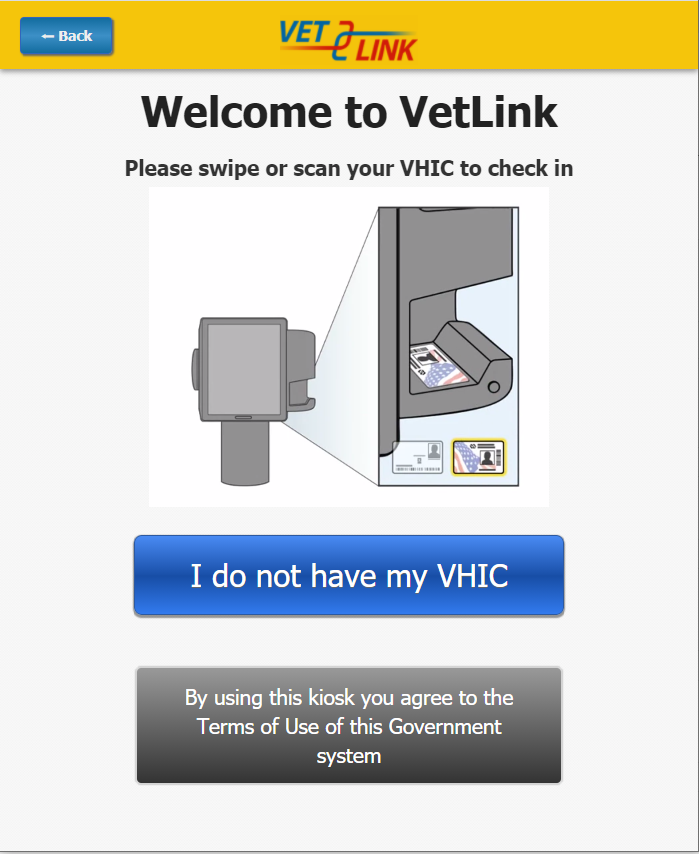 ← Back
VET LINK
Welcome to VetLink
Please swipe or scan your VHIC to check in
I do not have my VHIC
By using this kiosk you agree to the
Terms of Use of this Government
system